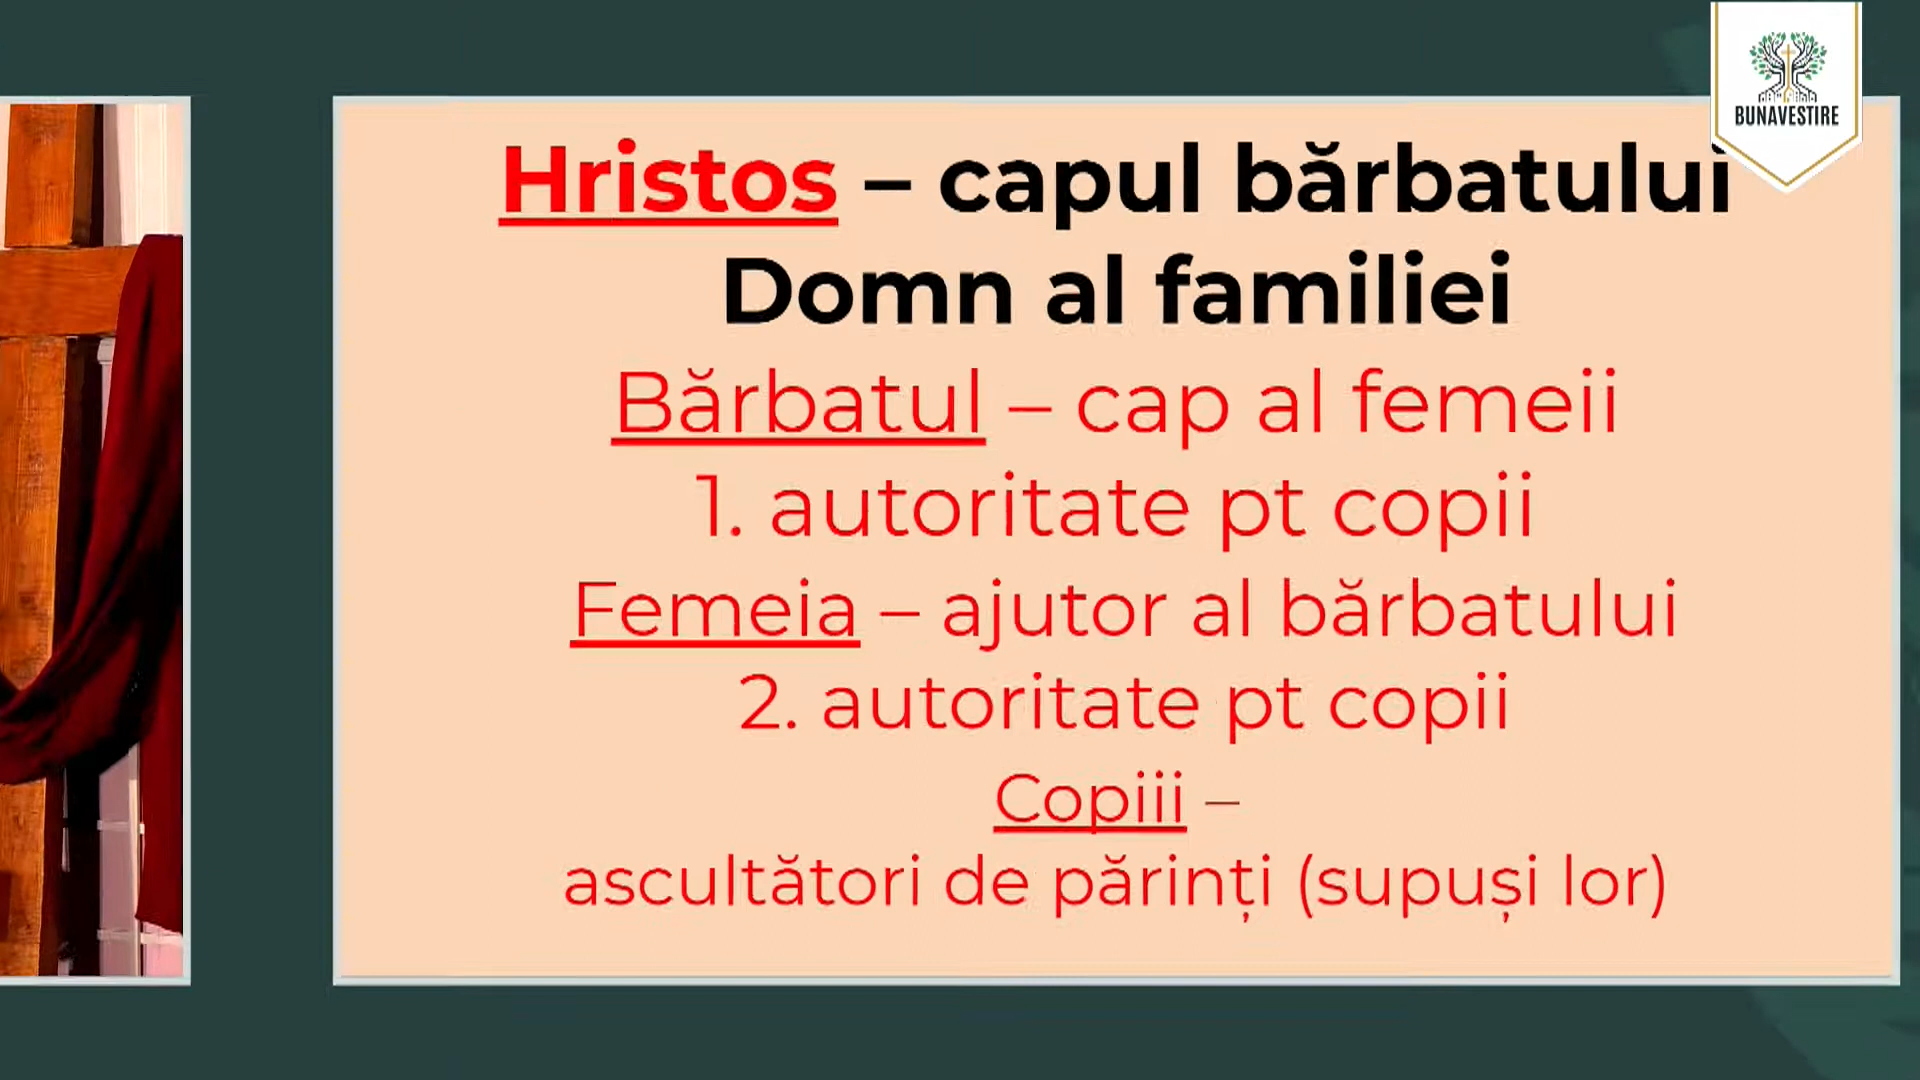 BUNAVESTIRE
Hristos – capul bărbatului
Domn al familiei
Bărbatul – cap al femeii
1. autoritate pt copii
Femeia – ajutor al bărbatului
2. autoritate pt copii
Copiii –
ascultători de părinți (supuși lor)